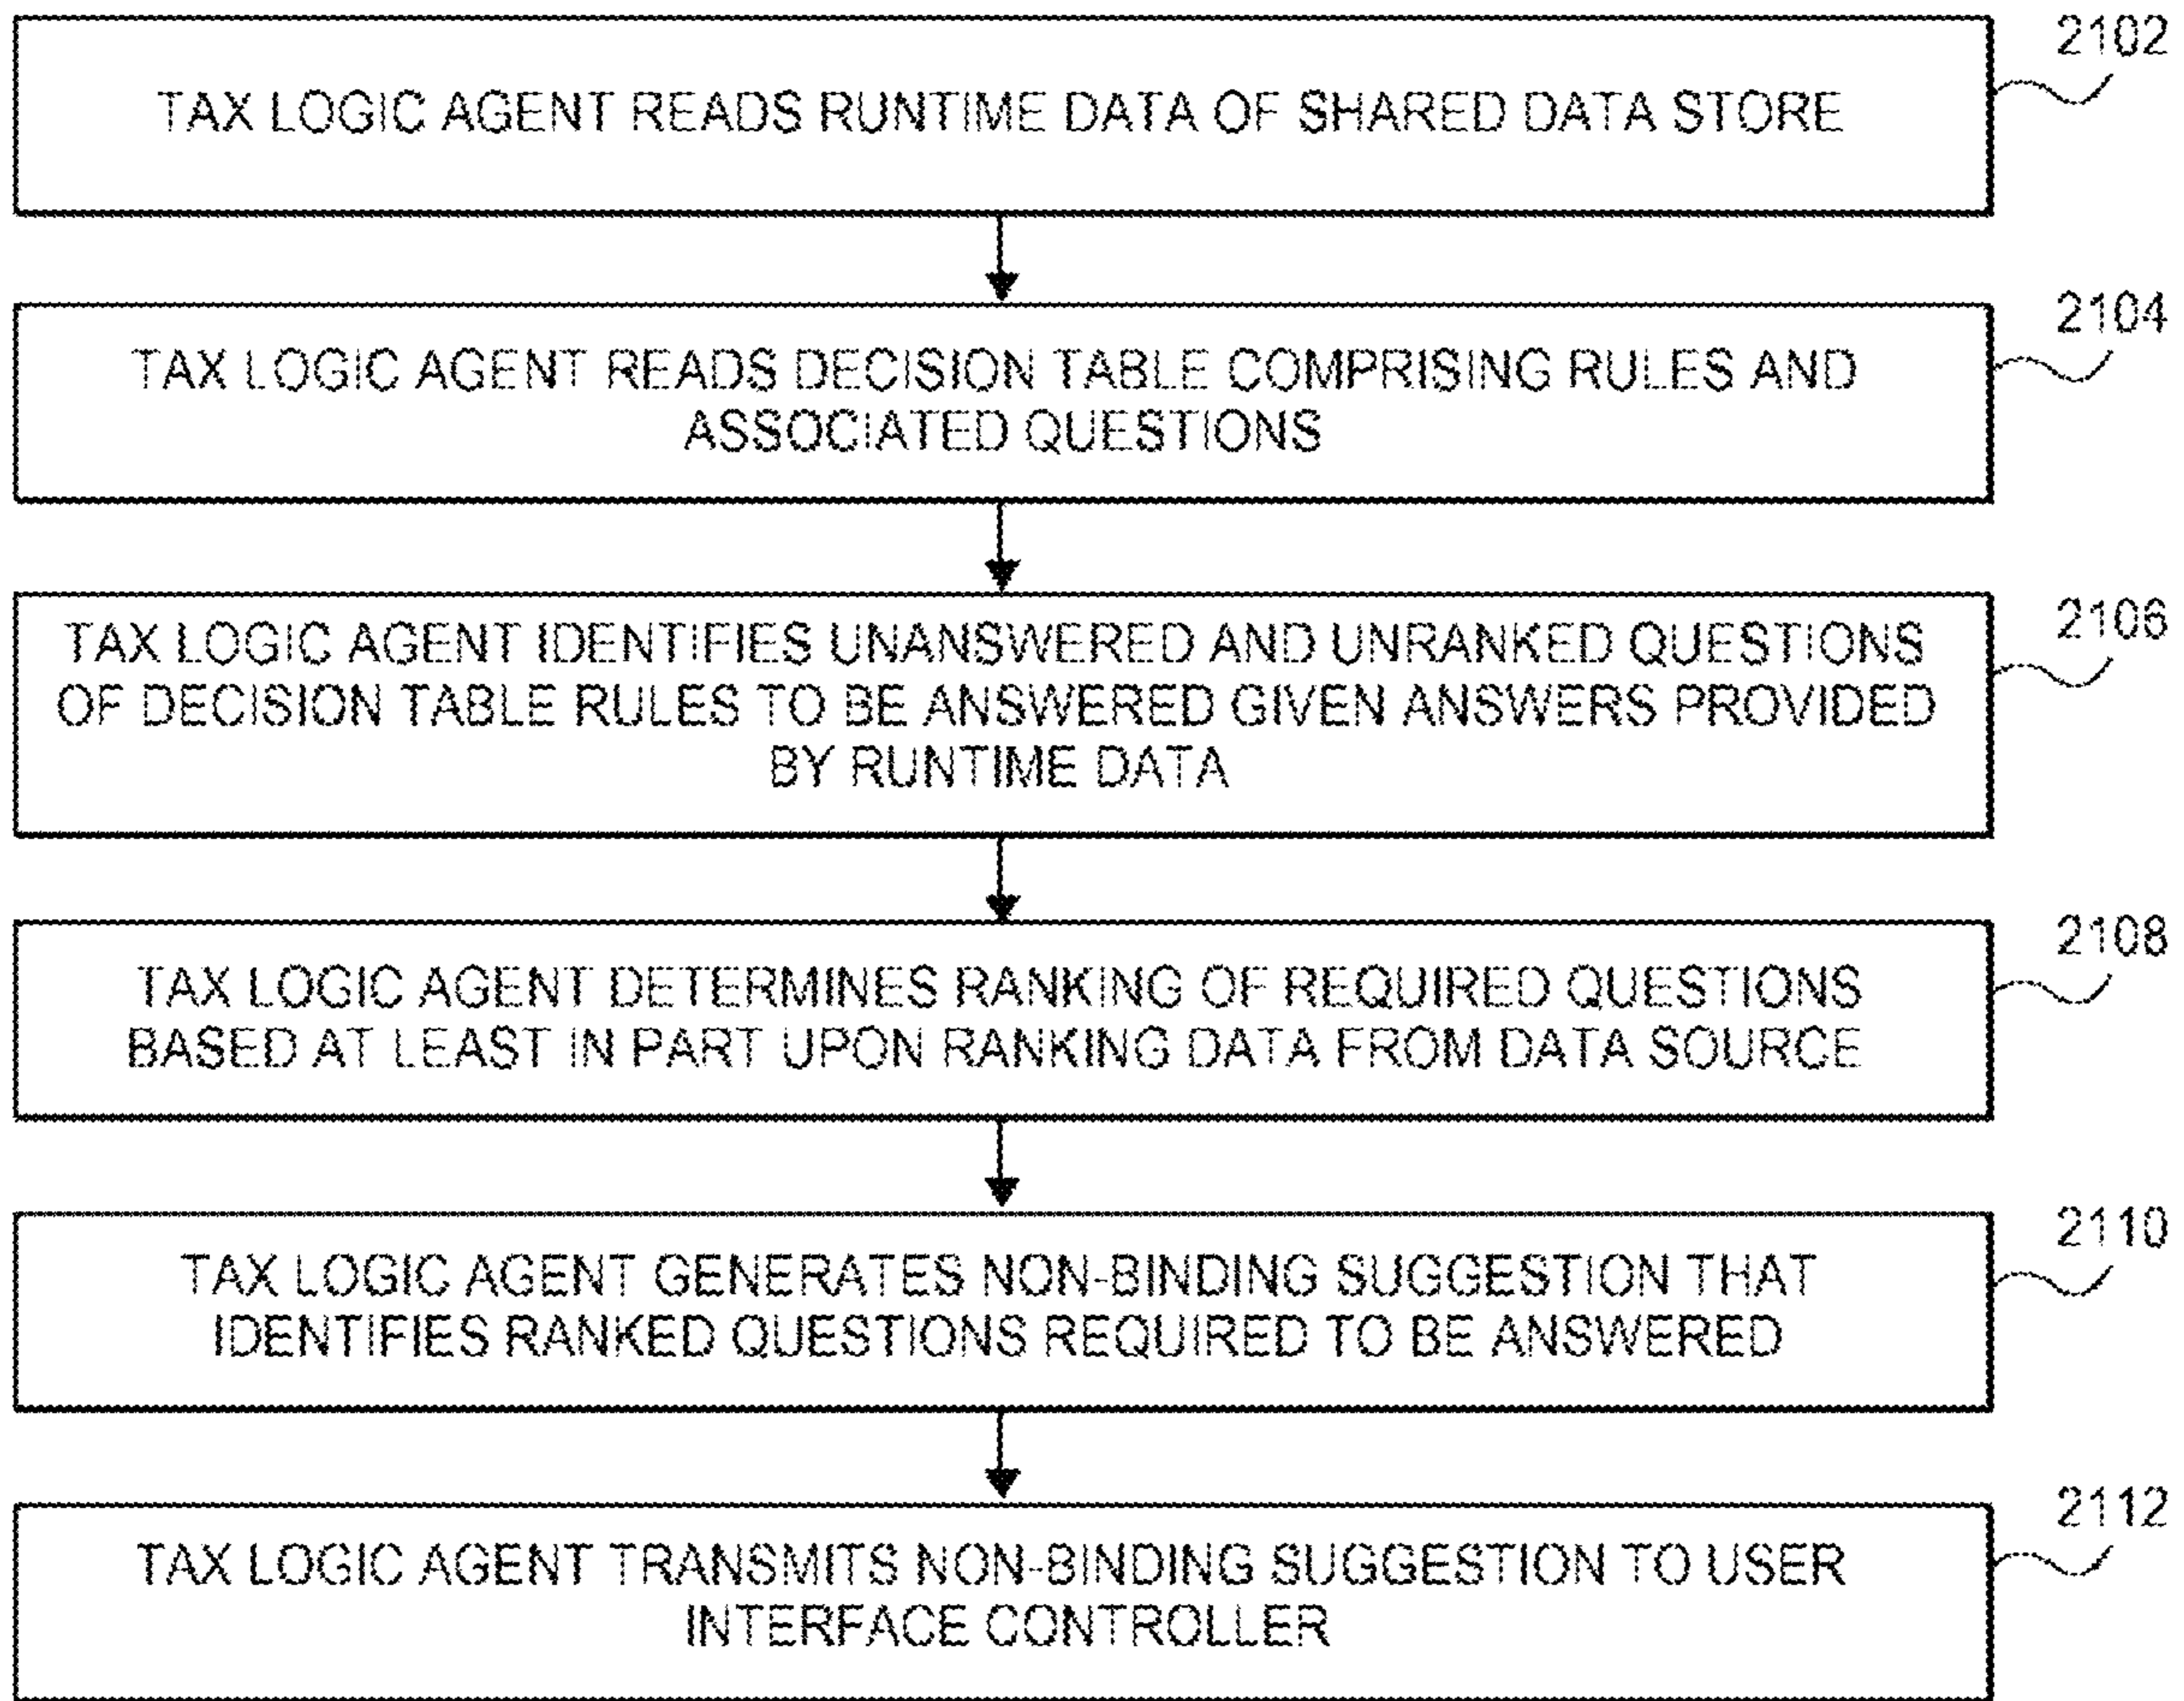 2102
TAX LOGIC AGENT READS RUNTIME DATA OF SHARED DATA STORE
2104
TAX LOGIC AGENT READS DECISION TABLE COMPRISING RULES AND
ASSOCIATED QUESTIONS
2106
TAX LOGIC AGENT IDENTIFIES UNANSWERED AND UNRANKED QUESTIONS
OF DECISION TABLE RULES TO BE ANSWERED GIVEN ANSWERS PROVIDED
BY RUNTIME DATA
2108
TAX LOGIC AGENT DETERMINES RANKING OF REQUIRED QUESTIONS
BASED AT LEAST IN PART UPON RANKING DATA FROM DATA SOURCE
2110
TAX LOGIC AGENT GENERATES NON-BINDING SUGGESTION THAT
IDENTIFIES RANKED QUESTIONS REQUIRED TO BE ANSWERED
2112
TAX LOGIC AGENT TRANSMITS NON-BINDING SUGGESTION TO USER
INTERFACE CONTROLLER